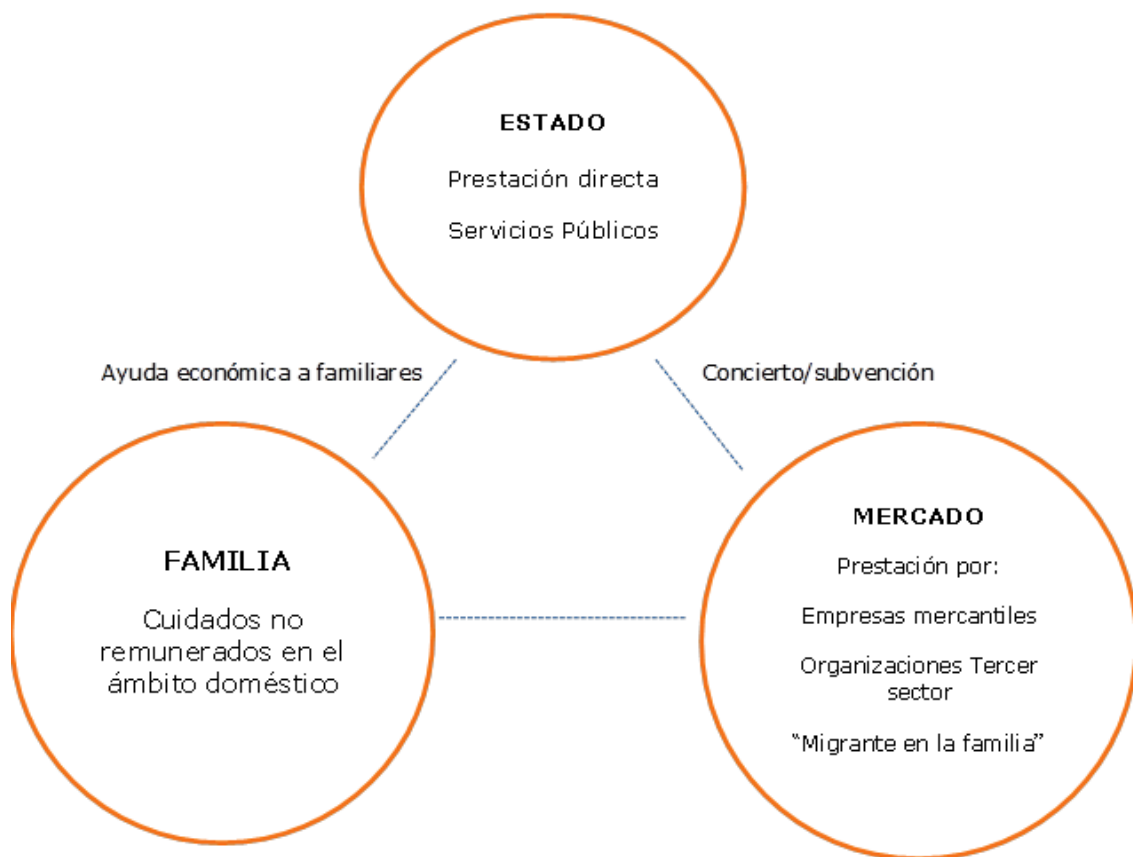 ESTADO
Prestación directa
Servicios Públicos
Ayuda económica a familiares
Concierto/subvención
FAMILIA
Cuidados no
remunerados en el
ámbito doméstico
MERCADO
Prestación por:
Empresas mercantiles
Organizaciones Tercer
sector
“Migrante en la familia”